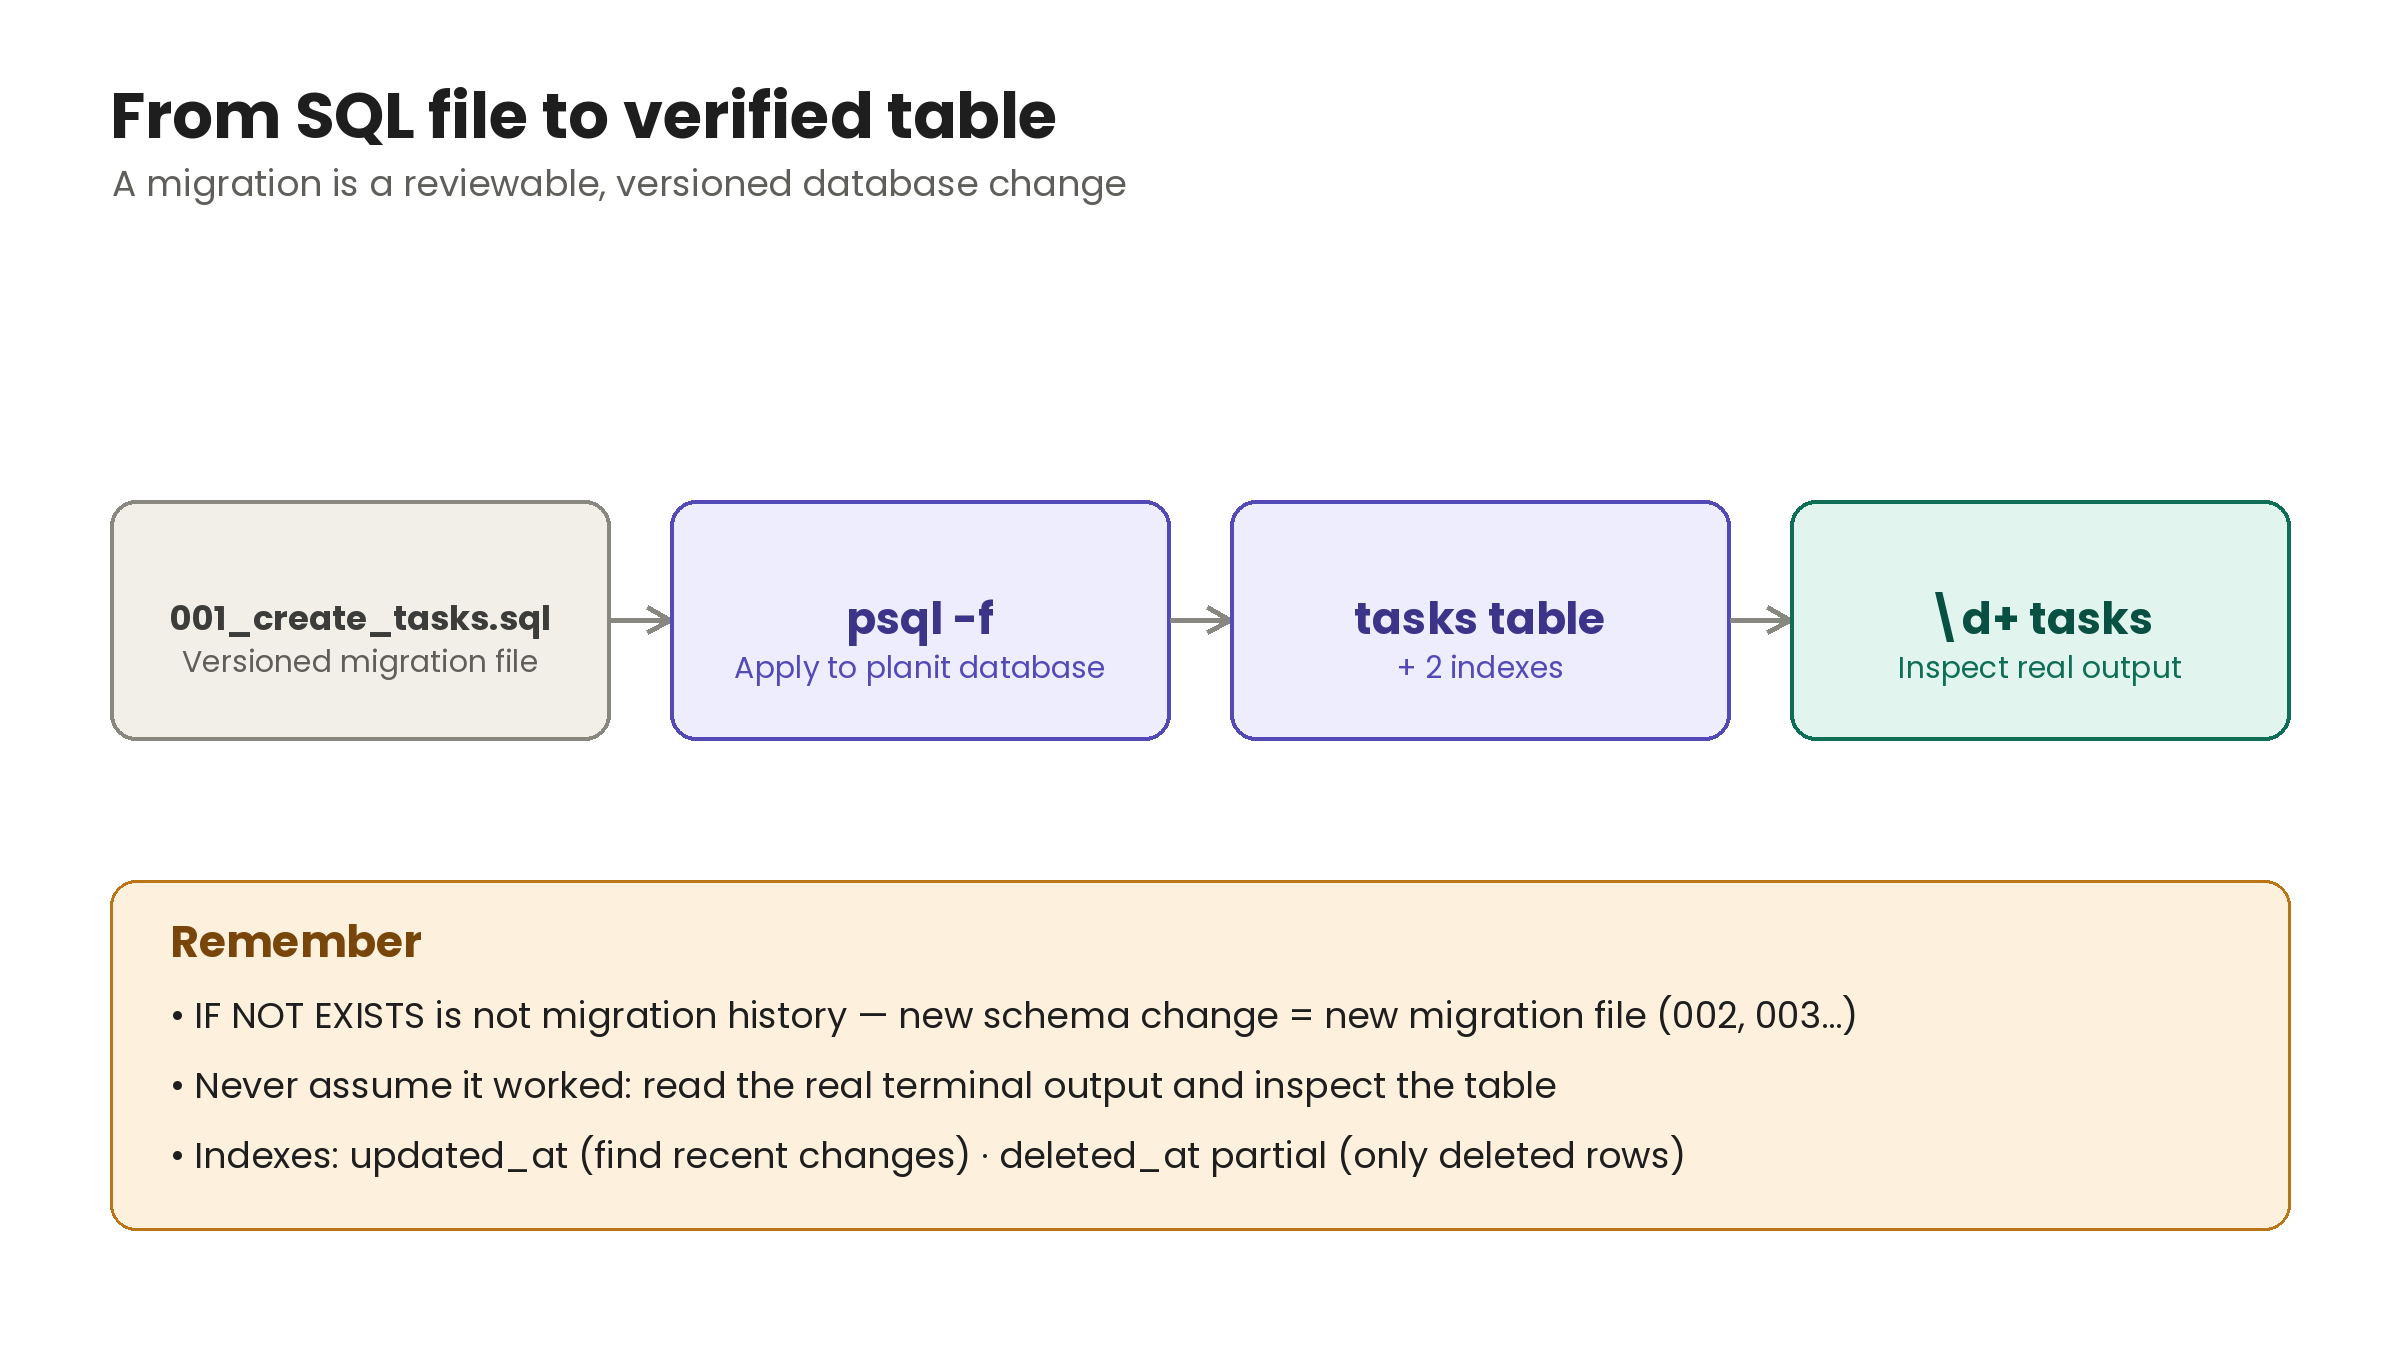 From SQL file to verified table
A migration is a reviewable, versioned database change
001_create_tasks.sql
Versioned migration file
psql -f
Apply to planit database
tasks table
+ 2 indexes
\d+ tasks
Inspect real output
Remember
• IF NOT EXISTS is not migration history — new schema change = new migration file (002, 003…)
• Never assume it worked: read the real terminal output and inspect the table
• Indexes: updated_at (find recent changes) · deleted_at partial (only deleted rows)